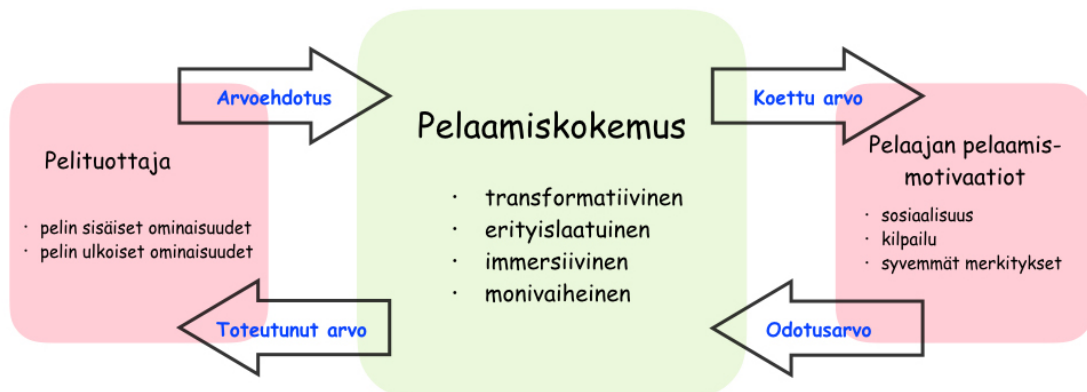 Arvoehdotus
Pelituottaja
· pelin sisäiset ominaisuudet
· pelin ulkoiset ominaisuudet
Toteutunut arvo
Pelaamiskokemus
· transformatiivinen
· erityislaatuinen
· immersiivinen
· monivaiheinen
Koettu arvo
Pelaajan pelaamis-
motivaatiot
· sosiaalisuus
· kilpailu
· syvemmät merkitykset
Odotusarvo